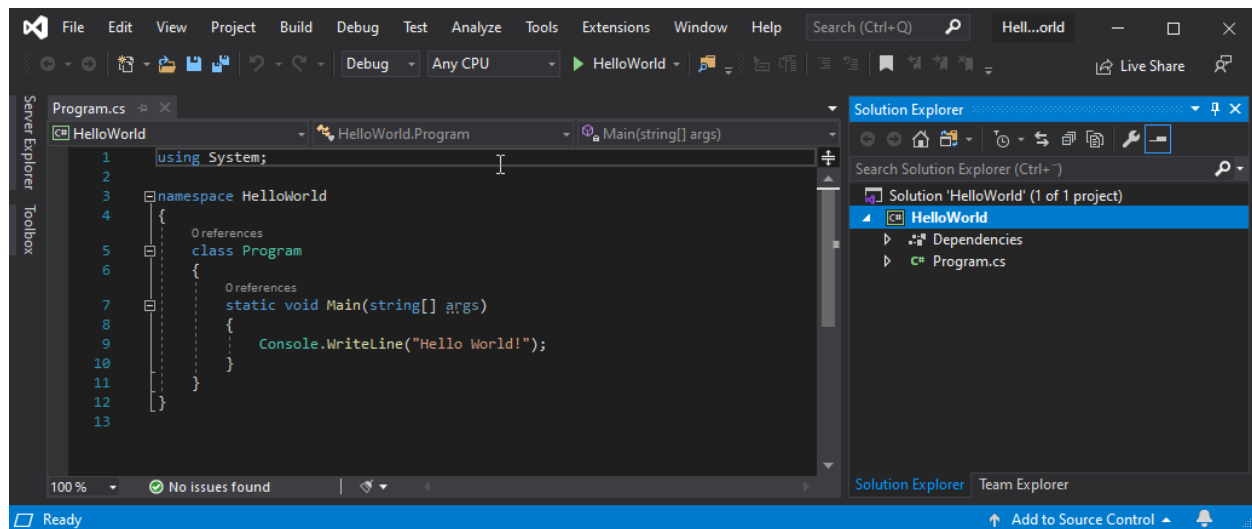 File Edit View Project Build Debug Test Analyze Tools Extensions Window Help Search (Ctrl+Q) Hell...orld
Debug Any CPU HelloWorld Live Share
Server Explorer
Toolbox
Program.cs
C# HelloWorld HelloWorld.Program Main(string[] args)
1 using System;
2
3 namespace HelloWorld
4 {
0 references
5 class Program
6 {
0 references
7 static void Main(string[] args)
8 {
9 Console.WriteLine("Hello World!");
10 }
11 }
12 }
13
100 % No issues found
Solution Explorer
Search Solution Explorer (Ctrl+¨)
Solution 'HelloWorld' (1 of 1 project)
C# HelloWorld
Dependencies
C# Program.cs
Solution Explorer Team Explorer
Ready Add to Source Control